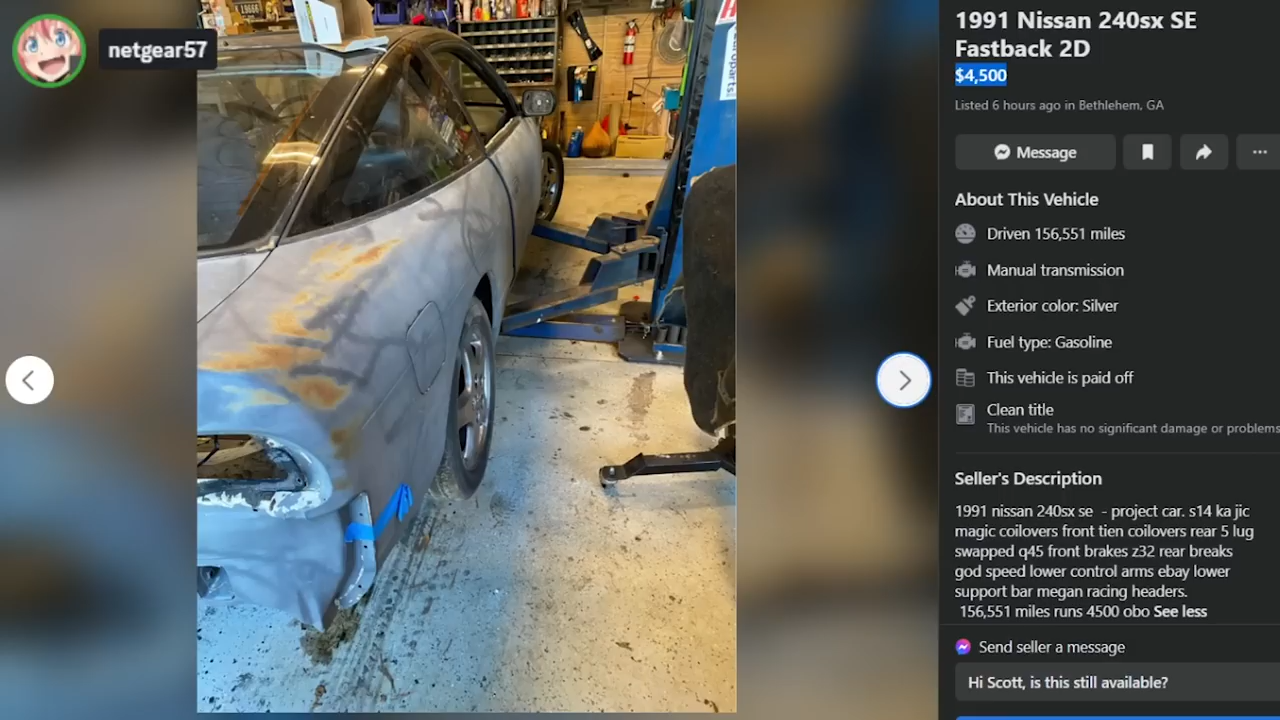 netgear57
1991 Nissan 240sx SE
Fastback 2D
$4,500
Listed 6 hours ago in Bethlehem, GA
Message
About This Vehicle
Driven 156,551 miles
Manual transmission
Exterior color: Silver
Fuel type: Gasoline
This vehicle is paid off
Clean title
This vehicle has no significant damage or problems
Seller's Description
1991 nissan 240sx se - project car. s14 ka jic
magic coilovers front tien coilovers rear 5 lug
swapped q45 front brakes z32 rear breaks
god speed lower control arms ebay lower
support bar megan racing headers.
156,551 miles runs 4500 obo See less
Send seller a message
Hi Scott, is this still available?